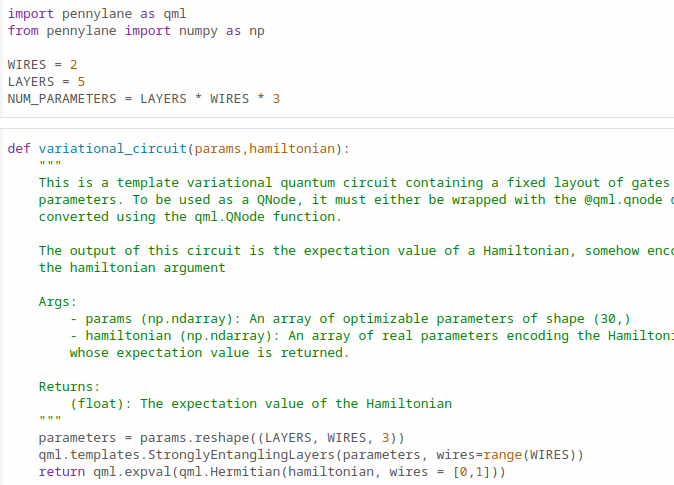 import pennylane as qml
from pennylane import numpy as np
WIRES = 2
LAYERS = 5
NUM_PARAMETERS = LAYERS * WIRES * 3
def variational_circuit(params,hamiltonian):
    """
    This is a template variational quantum circuit containing a fixed layout of gates
    parameters. To be used as a QNode, it must either be wrapped with the @qml.qnode
    converted using the qml.QNode function.
    The output of this circuit is the expectation value of a Hamiltonian, somehow
    the hamiltonian argument
    Args:
        - params (np.ndarray): An array of optimizable parameters of shape (30,)
        - hamiltonian (np.ndarray): An array of real parameters encoding the
        whose expectation value is returned.
    Returns:
        (float): The expectation value of the Hamiltonian
    """
    parameters = params.reshape((LAYERS, WIRES, 3))
    qml.templates.StronglyEntanglingLayers(parameters, wires=range(WIRES))
    return qml.expval(qml.Hermitian(hamiltonian, wires = [0,1]))